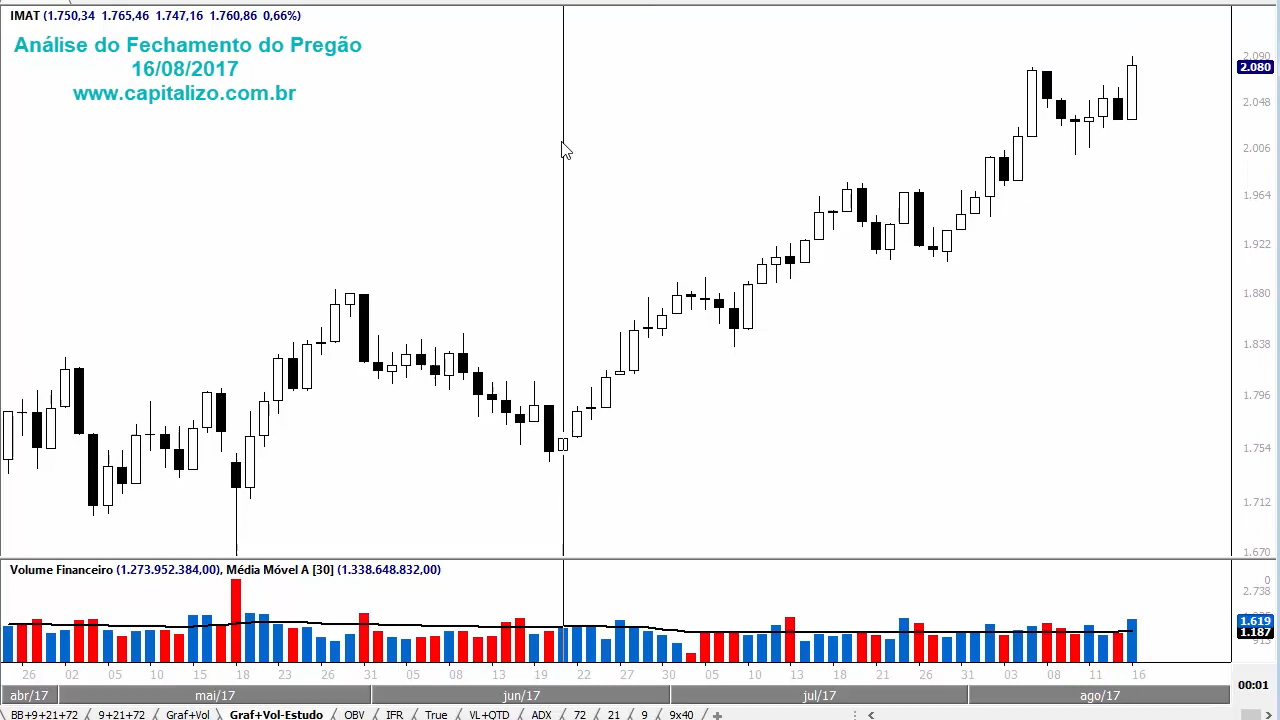 IMAT (1.750,34 1.765,46 1.747,16 1.760,86 0,66%)
Análise do Fechamento do Pregão
16/08/2017
www.capitalizo.com.br
2.090
2.080
2.048
2.006
1.964
1.922
1.880
1.838
1.796
1.754
1.712
1.670
Volume Financeiro (1.273.952.384,00), Média Móvel A [30] (1.338.648.832,00)
0
2.738
1.619
1.187
913
26 02 05 10 15 18 23 26 31 05 08 13 19 22 27 30 05 10 13 18 21 26 31 03 08 11 16
abr/17 mai/17 jun/17 jul/17 ago/17
00:01
BB+9+21+72 9+21+72 Graf+Vol Graf+Vol-Estudo OBV IFR True VL+QTD ADX 72 21 9 9x40